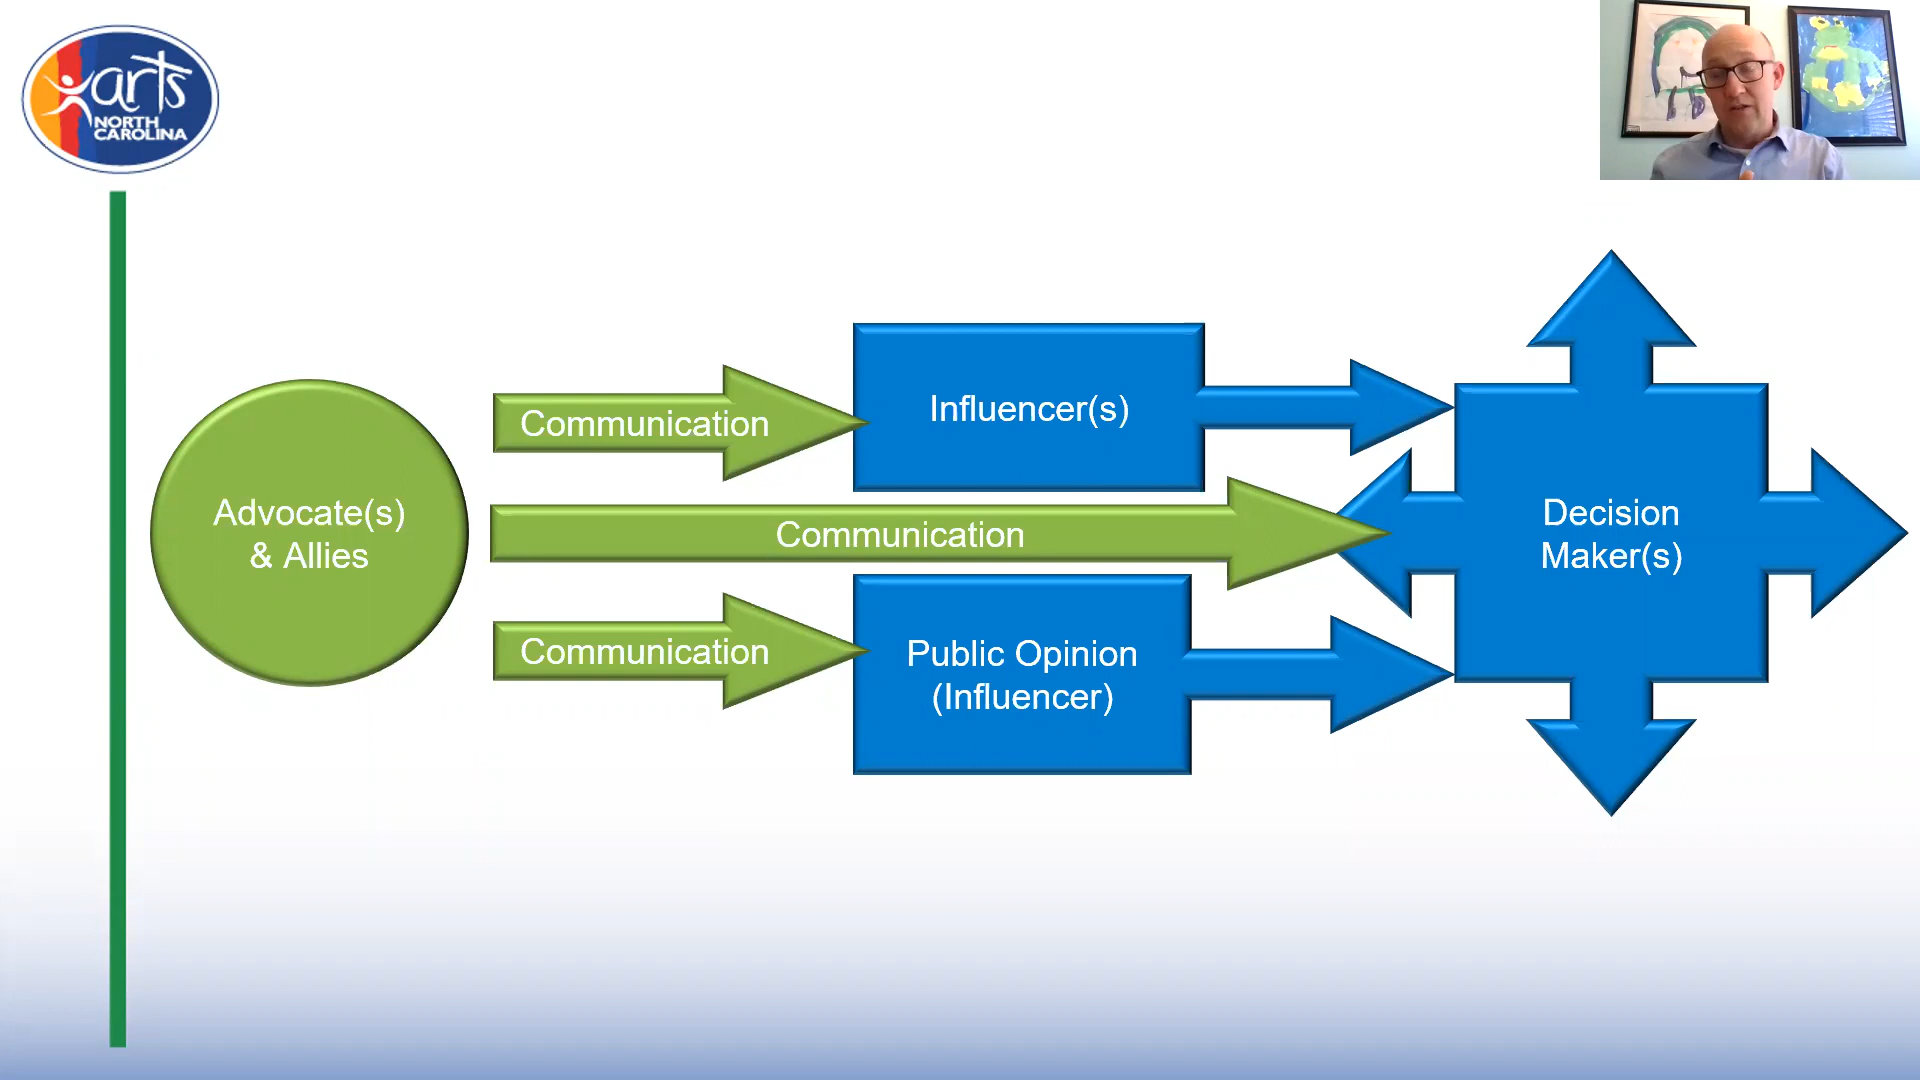 arts
NORTH
CAROLINA
Advocate(s)
& Allies
Communication
Communication
Communication
Influencer(s)
Public Opinion
(Influencer)
Decision
Maker(s)